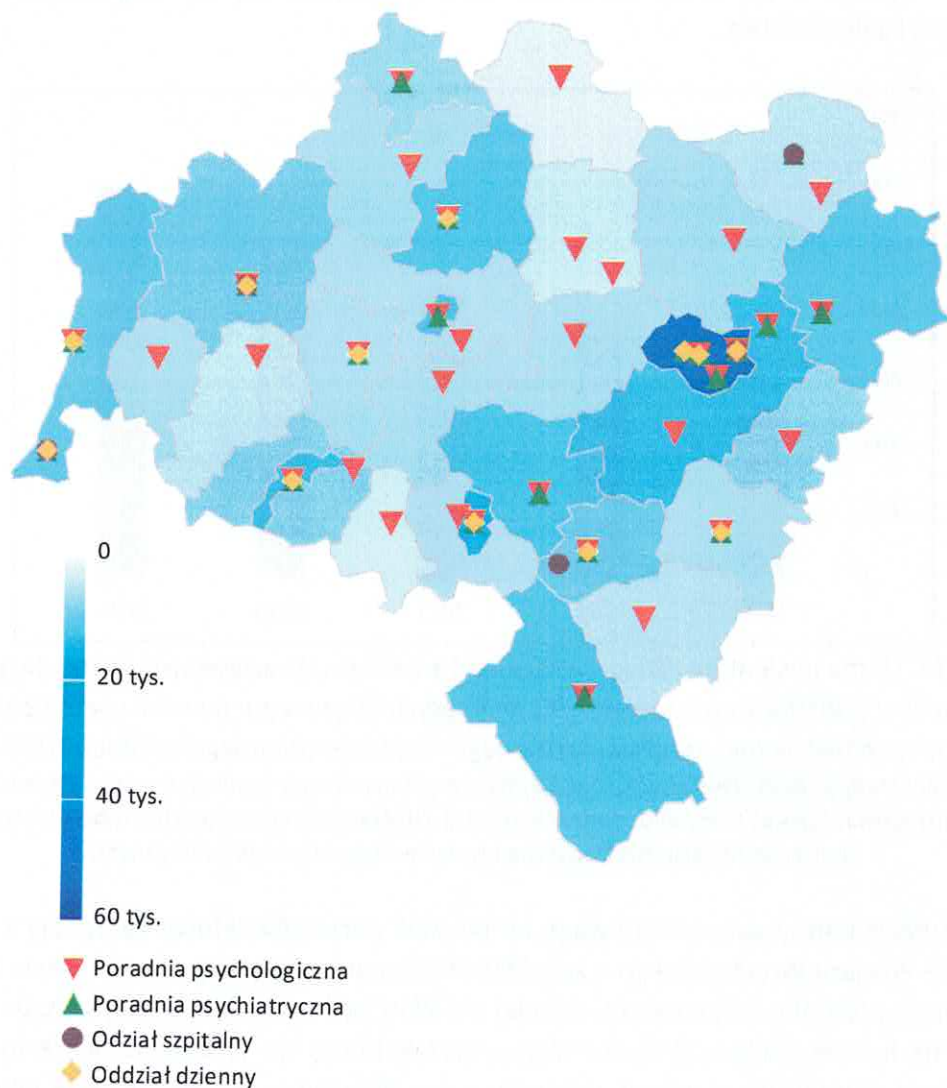 0
20 tys.
40 tys.
60 tys.
Poradnia psychologiczna
Poradnia psychiatryczna
Odział szpitalny
Oddział dzienny